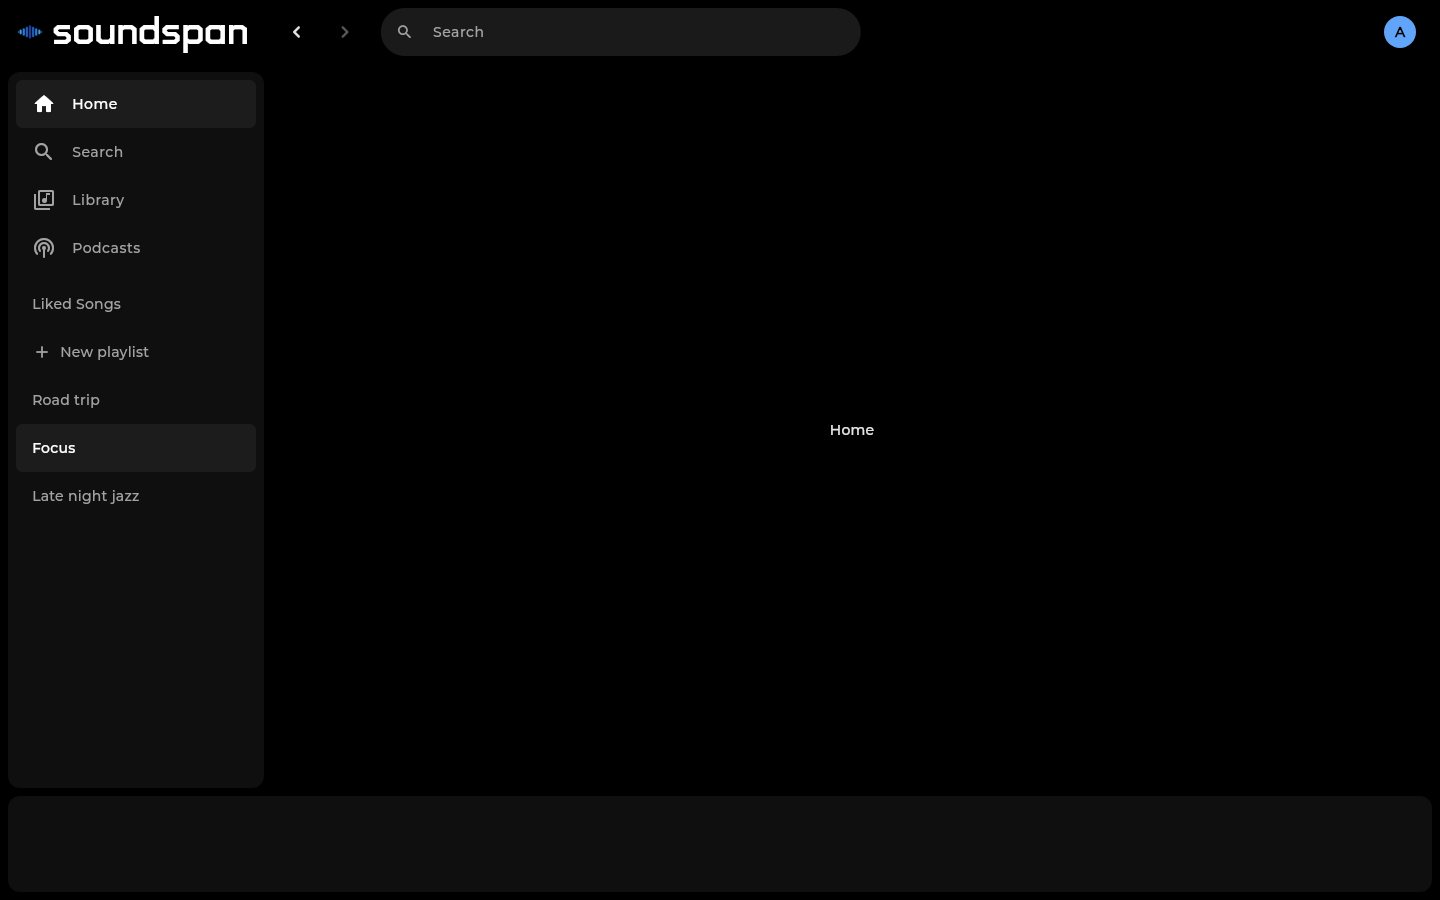 soundspan
Search
A
Home
Search
Library
Podcasts
Liked Songs
New playlist
Road trip
Focus
Late night jazz
Home